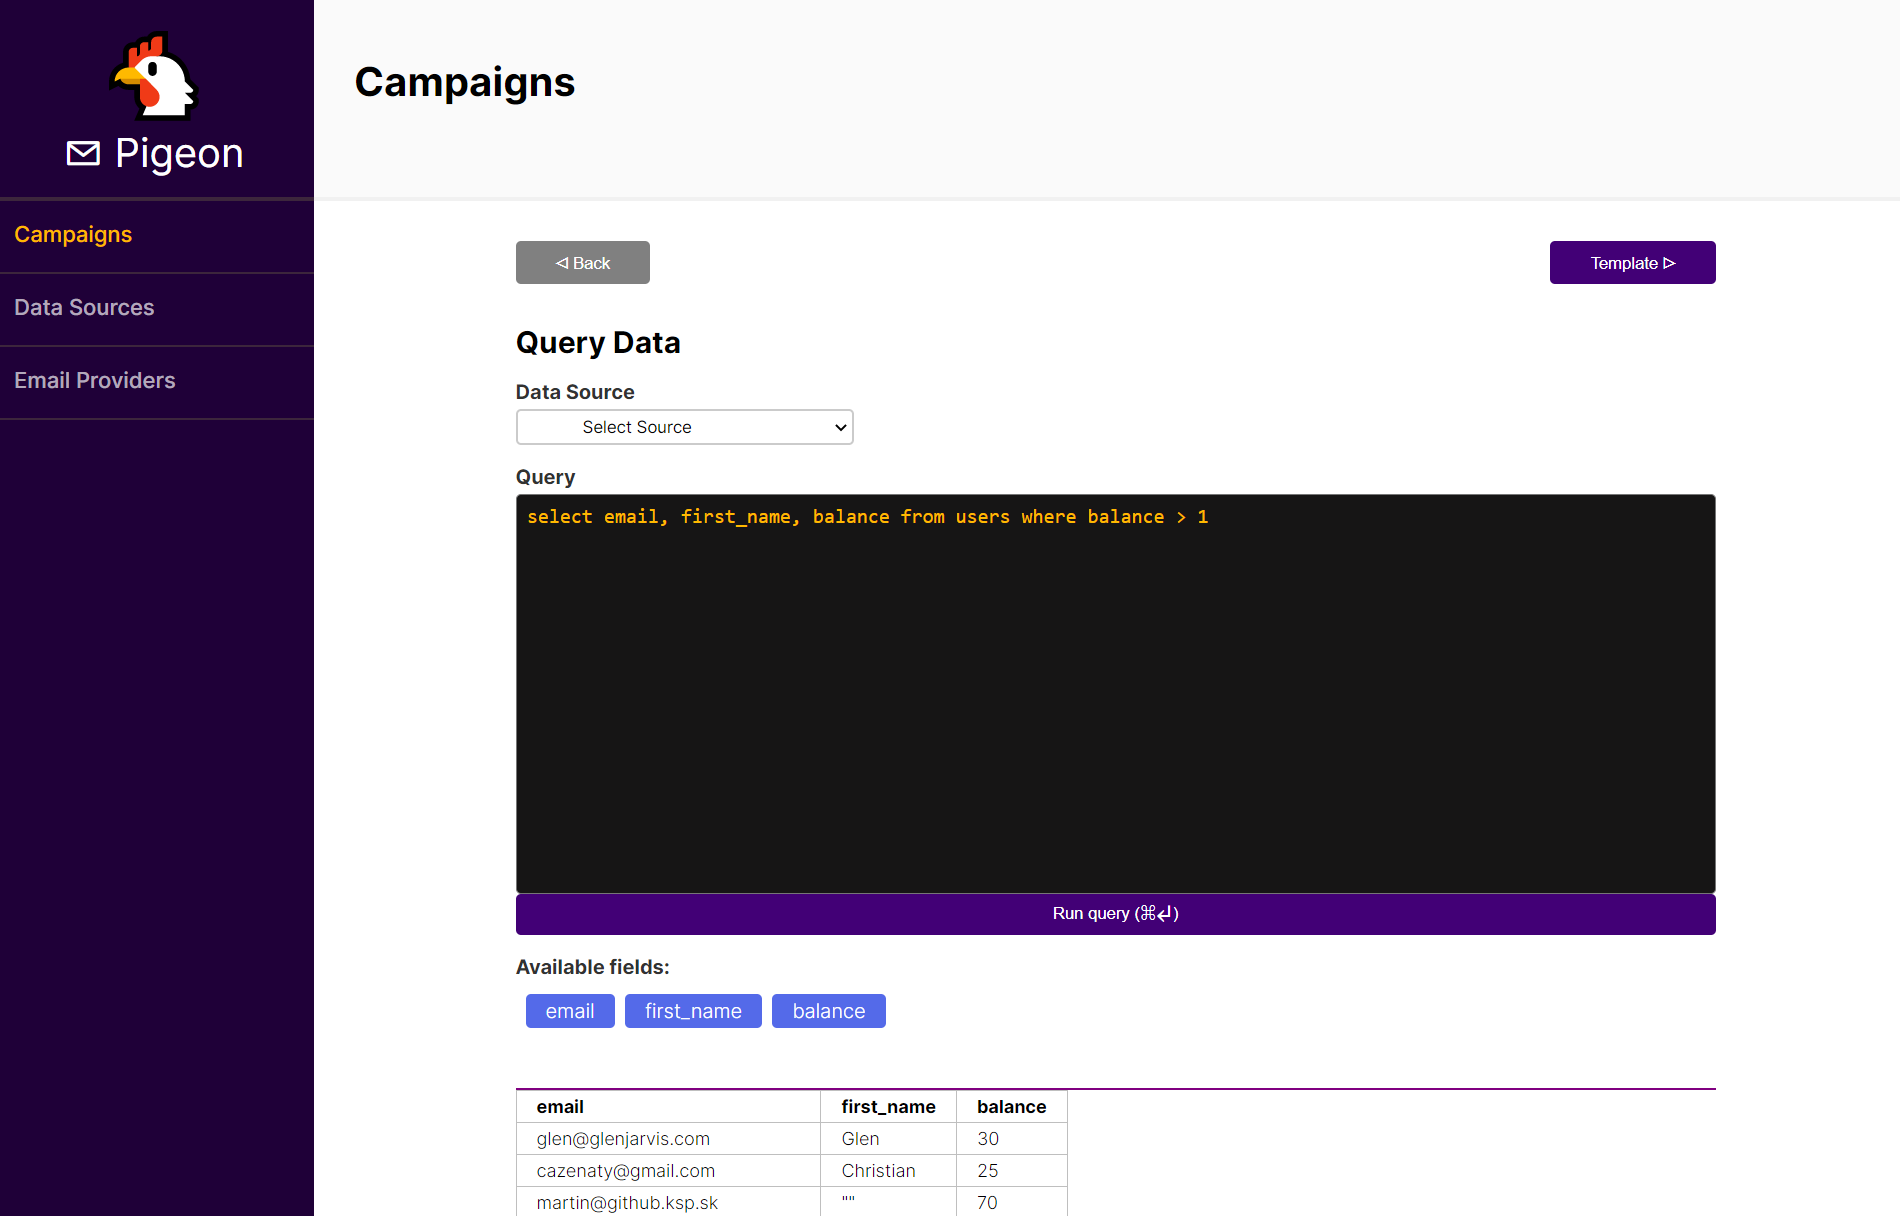 Pigeon
Campaigns
Data Sources
Email Providers
Campaigns
◁ Back
Template ▷
Query Data
Data Source
Select Source
Query
select email, first_name, balance from users where balance > 1
Run query (⌘↵)
Available fields:
email first_name balance
email first_name balance
glen@glenjarvis.com Glen 30
cazenaty@gmail.com Christian 25
martin@github.ksp.sk "" 70